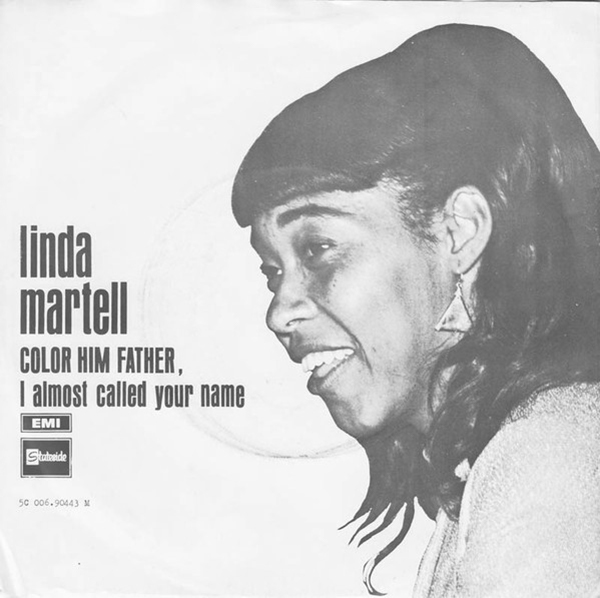 linda
martell
COLOR HIM FATHER,
I almost called your name
EMI
Stateside
5C 006.90443 M